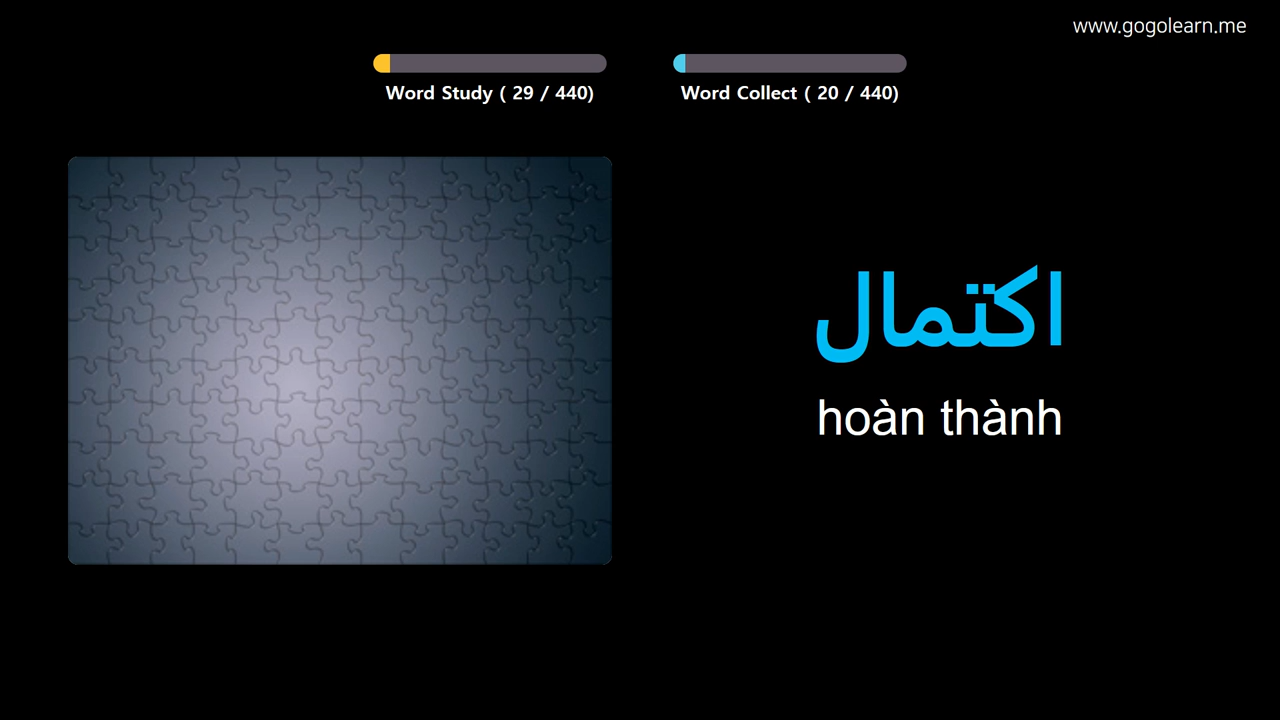 www.gogolearn.me
Word Study ( 29 / 440)
Word Collect ( 20 / 440)
اكتمال
hoàn thành